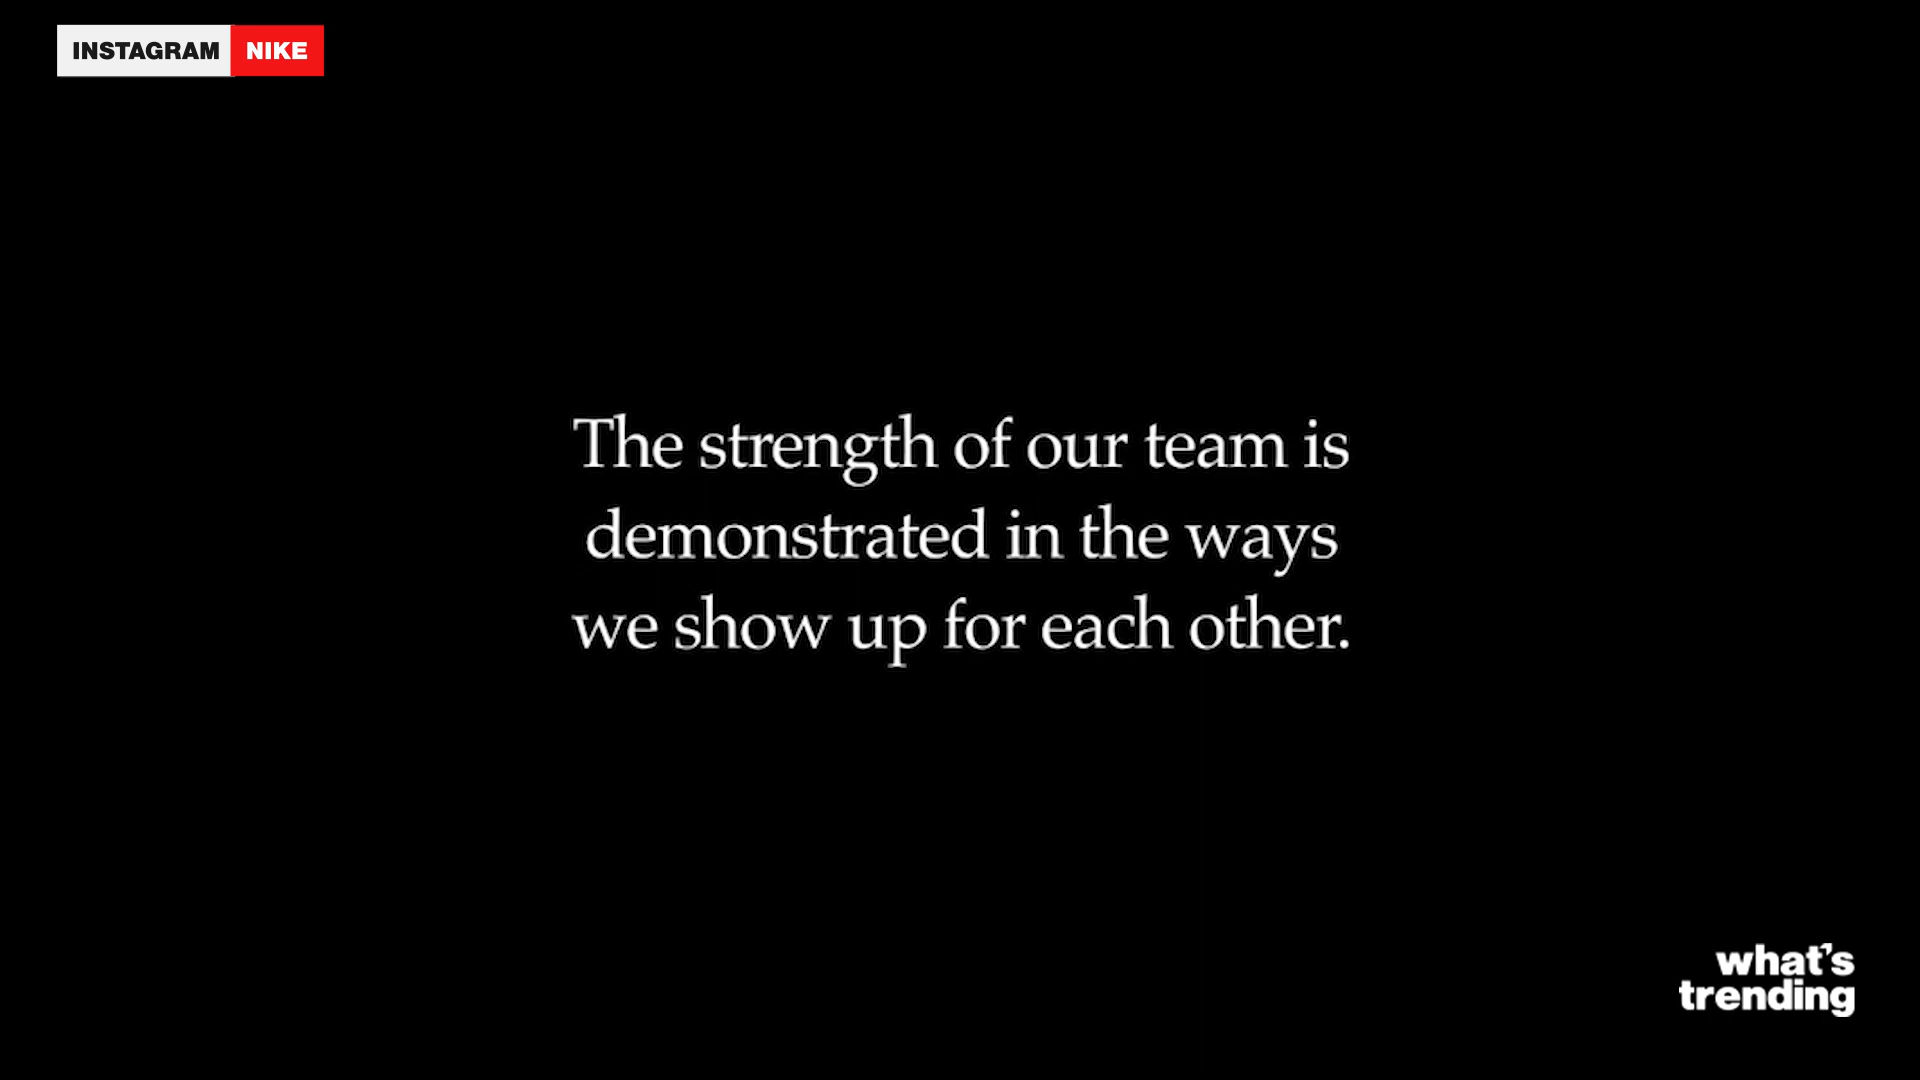 INSTAGRAM NIKE
The strength of our team is
demonstrated in the ways
we show up for each other.
what's
trending